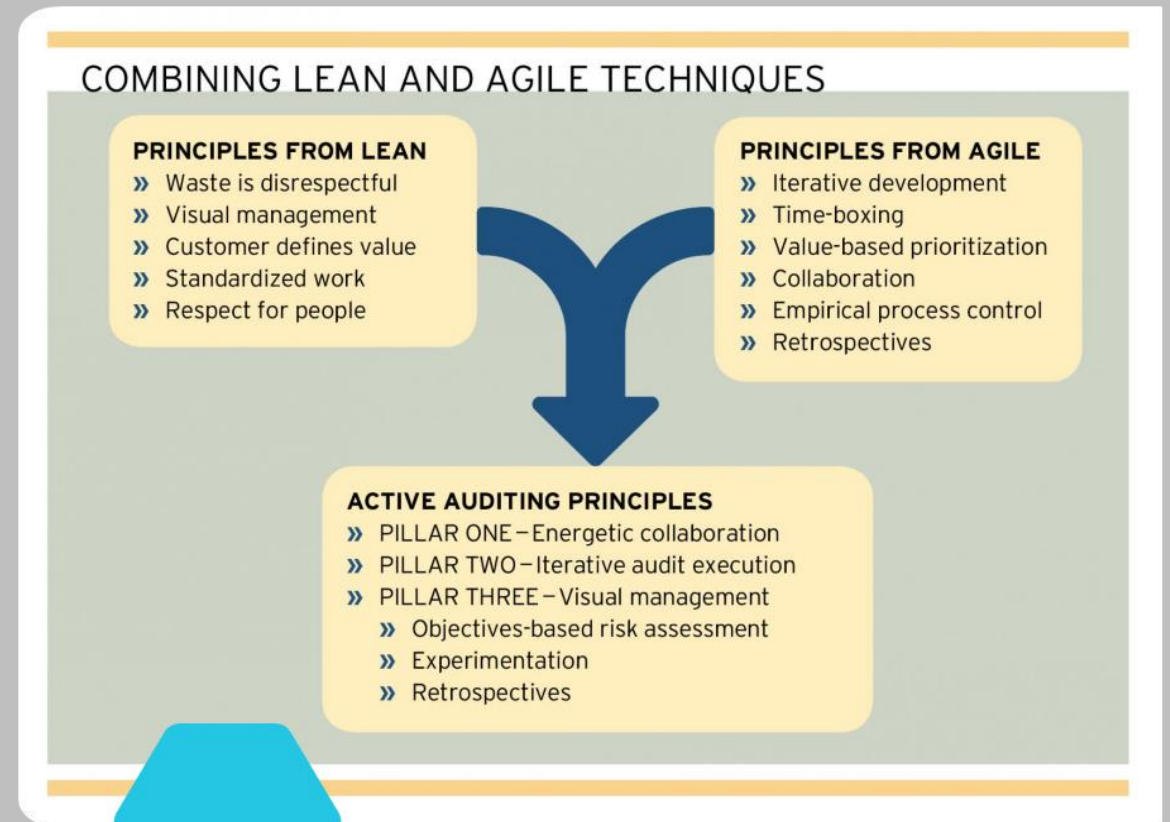 COMBINING LEAN AND AGILE TECHNIQUES
PRINCIPLES FROM LEAN
» Waste is disrespectful
» Visual management
» Customer defines value
» Standardized work
» Respect for people
PRINCIPLES FROM AGILE
» Iterative development
» Time-boxing
» Value-based prioritization
» Collaboration
» Empirical process control
» Retrospectives
ACTIVE AUDITING PRINCIPLES
» PILLAR ONE—Energetic collaboration
» PILLAR TWO—Iterative audit execution
» PILLAR THREE—Visual management
» Objectives-based risk assessment
» Experimentation
» Retrospectives